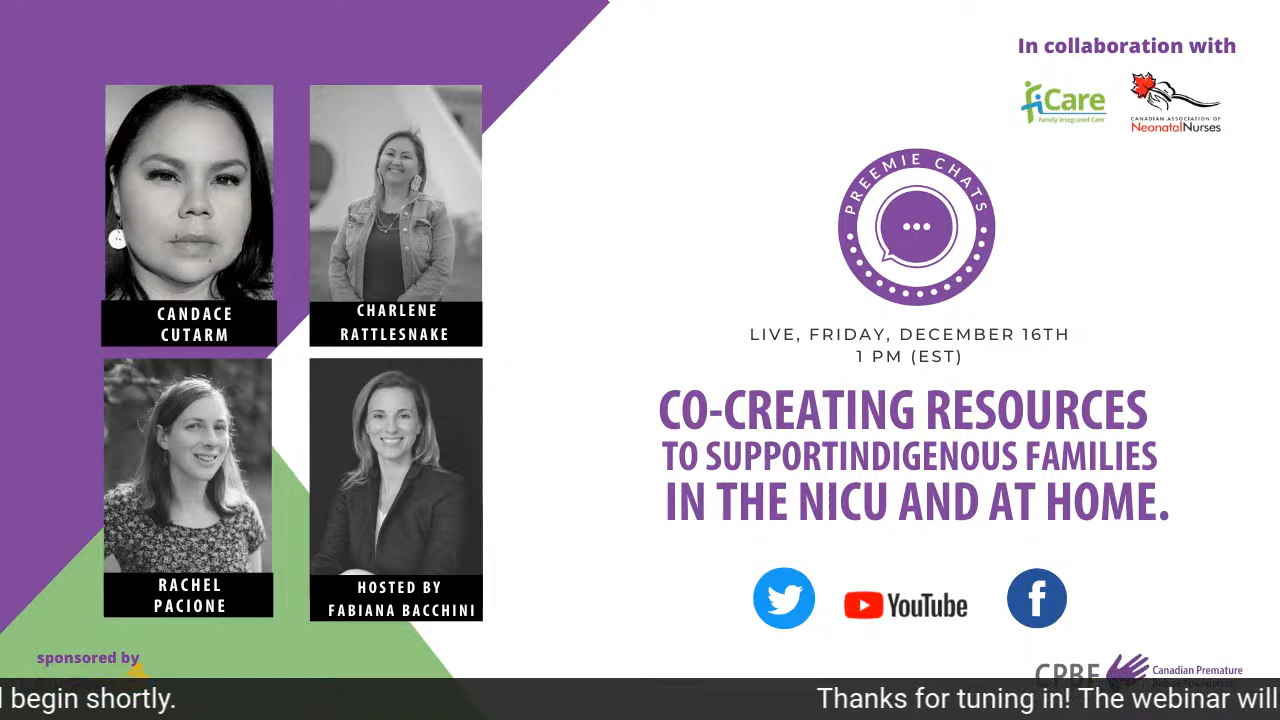 In collaboration with
fiCare
Family Integrated Care
CANADIAN ASSOCIATION OF
NeonatalNurses
PREEMIE CHATS
CANDACE
CUTARM
CHARLENE
RATTLESNAKE
RACHEL
PACIONE
HOSTED BY
FABIANA BACCHINI
LIVE, FRIDAY, DECEMBER 16TH
1 PM (EST)
CO-CREATING RESOURCES
TO SUPPORTINDIGENOUS FAMILIES
IN THE NICU AND AT HOME.
YouTube
sponsored by
CPBF
Canadian Premature
l begin shortly.
Thanks for tuning in! The webinar will